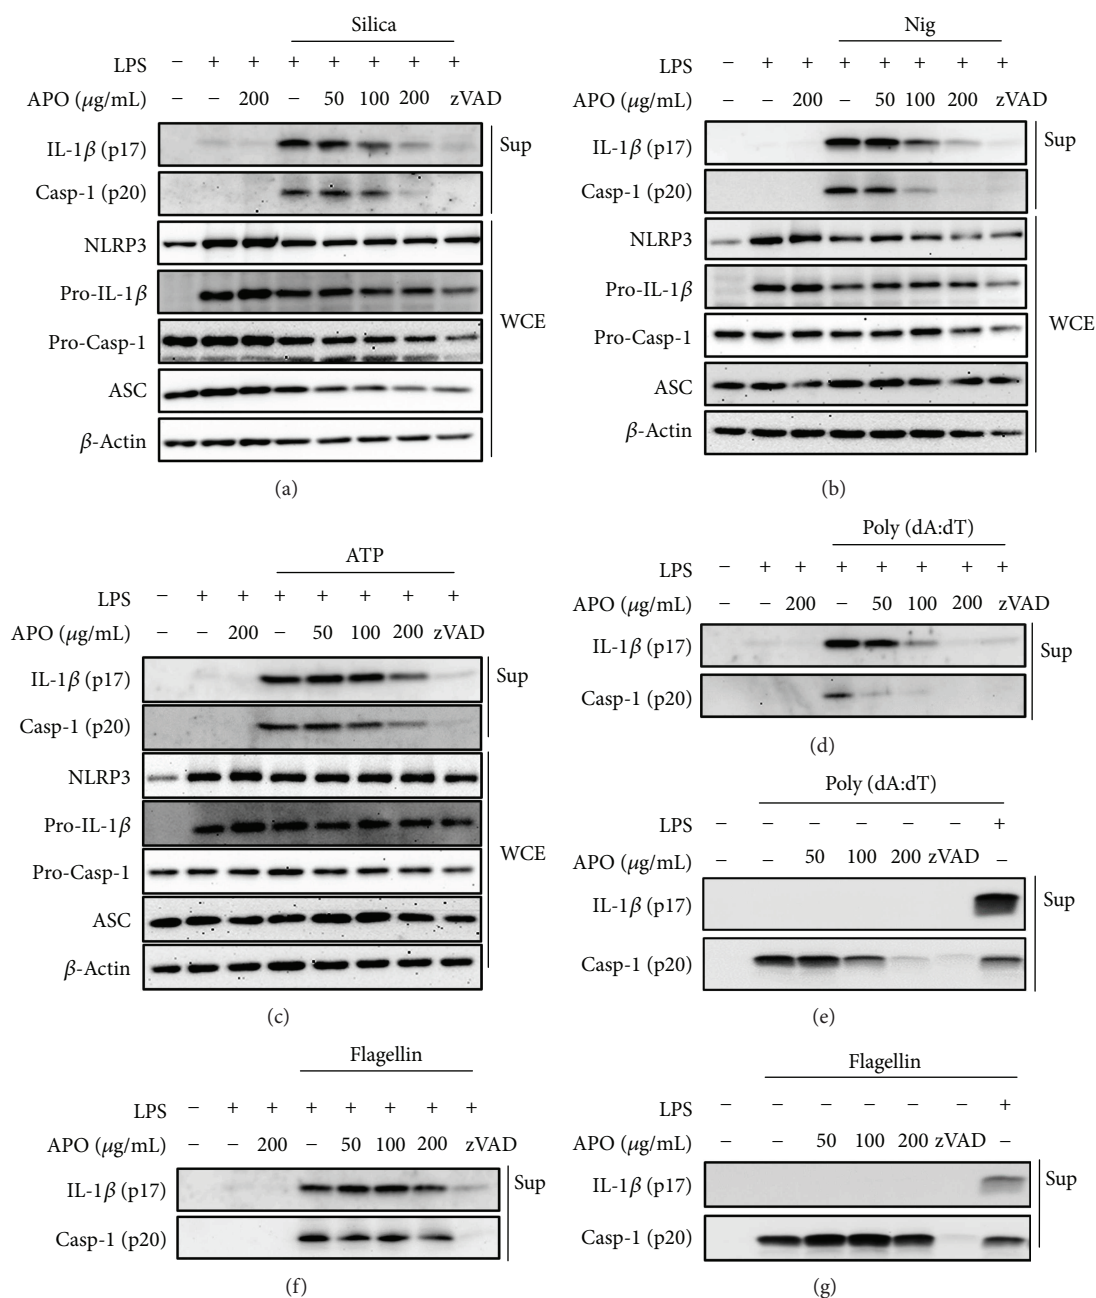 Silica
LPS − + + + + + + +
APO (μg/mL) − − 200 − 50 100 200 zVAD
IL-1β (p17)
Sup
Casp-1 (p20)
NLRP3
Pro-IL-1β
WCE
Pro-Casp-1
ASC
β-Actin
(a)
Nig
LPS − + + + + + + +
APO (μg/mL) − − 200 − 50 100 200 zVAD
IL-1β (p17)
Sup
Casp-1 (p20)
NLRP3
Pro-IL-1β
WCE
Pro-Casp-1
ASC
β-Actin
(b)
ATP
LPS − + + + + + + +
APO (μg/mL) − − 200 − 50 100 200 zVAD
IL-1β (p17)
Sup
Casp-1 (p20)
NLRP3
Pro-IL-1β
WCE
Pro-Casp-1
ASC
β-Actin
(c)
Poly (dA:dT)
LPS − + + + + + + +
APO (μg/mL) − − 200 − 50 100 200 zVAD
IL-1β (p17)
Sup
Casp-1 (p20)
(d)
Poly (dA:dT)
LPS − − − − − − +
APO (μg/mL) − − 50 100 200 zVAD −
IL-1β (p17)
Sup
Casp-1 (p20)
(e)
Flagellin
LPS − + + + + + + +
APO (μg/mL) − − 200 − 50 100 200 zVAD
IL-1β (p17)
Sup
Casp-1 (p20)
(f)
Flagellin
LPS − − − − − − +
APO (μg/mL) − − 50 100 200 zVAD −
IL-1β (p17)
Sup
Casp-1 (p20)
(g)